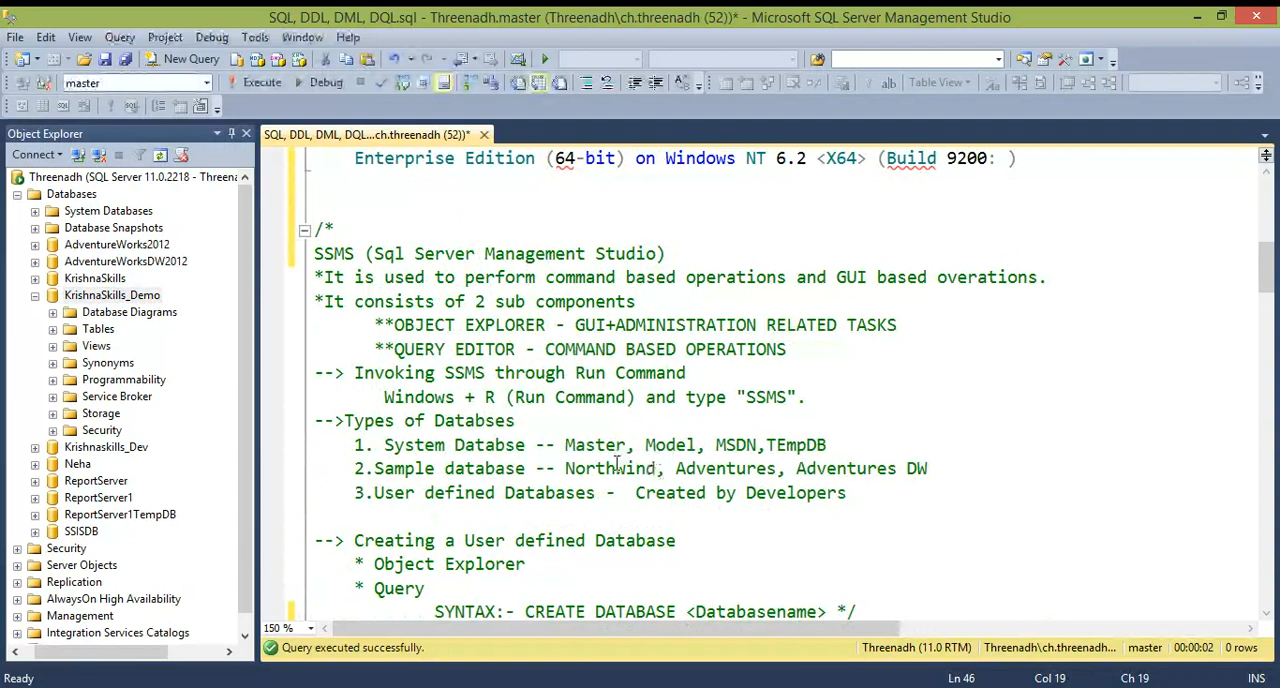 SQL, DDL, DML, DQL.sql - Threenadh.master (Threenadh\ch.threenadh (52))* - Microsoft SQL Server Management Studio
File Edit View Query Project Debug Tools Window Help
New Query
master Execute Debug Table View
Object Explorer
SQL, DDL, DML, DQL...ch.threenadh (52))*
Connect
Threenadh (SQL Server 11.0.2218 - Threena
Databases
System Databases
Database Snapshots
AdventureWorks2012
AdventureWorksDW2012
KrishnaSkills
KrishnaSkills_Demo
Database Diagrams
Tables
Views
Synonyms
Programmability
Service Broker
Storage
Security
Krishnaskills_Dev
Neha
ReportServer
ReportServer1
ReportServer1TempDB
SSISDB
Security
Server Objects
Replication
AlwaysOn High Availability
Management
Integration Services Catalogs
Enterprise Edition (64-bit) on Windows NT 6.2 <X64> (Build 9200: )
/*
SSMS (Sql Server Management Studio)
*It is used to perform command based operations and GUI based overations.
*It consists of 2 sub components
**OBJECT EXPLORER - GUI+ADMINISTRATION RELATED TASKS
**QUERY EDITOR - COMMAND BASED OPERATIONS
--> Invoking SSMS through Run Command
Windows + R (Run Command) and type "SSMS".
-->Types of Databses
1. System Databse -- Master, Model, MSDN,TEmpDB
2.Sample database -- Northwind, Adventures, Adventures DW
3.User defined Databases - Created by Developers
--> Creating a User defined Database
* Object Explorer
* Query
SYNTAX:- CREATE DATABASE <Databasename> */
150 %
Query executed successfully.
Threenadh (11.0 RTM) Threenadh\ch.threenadh... master 00:00:02 0 rows
Ready Ln 46 Col 19 Ch 19 INS